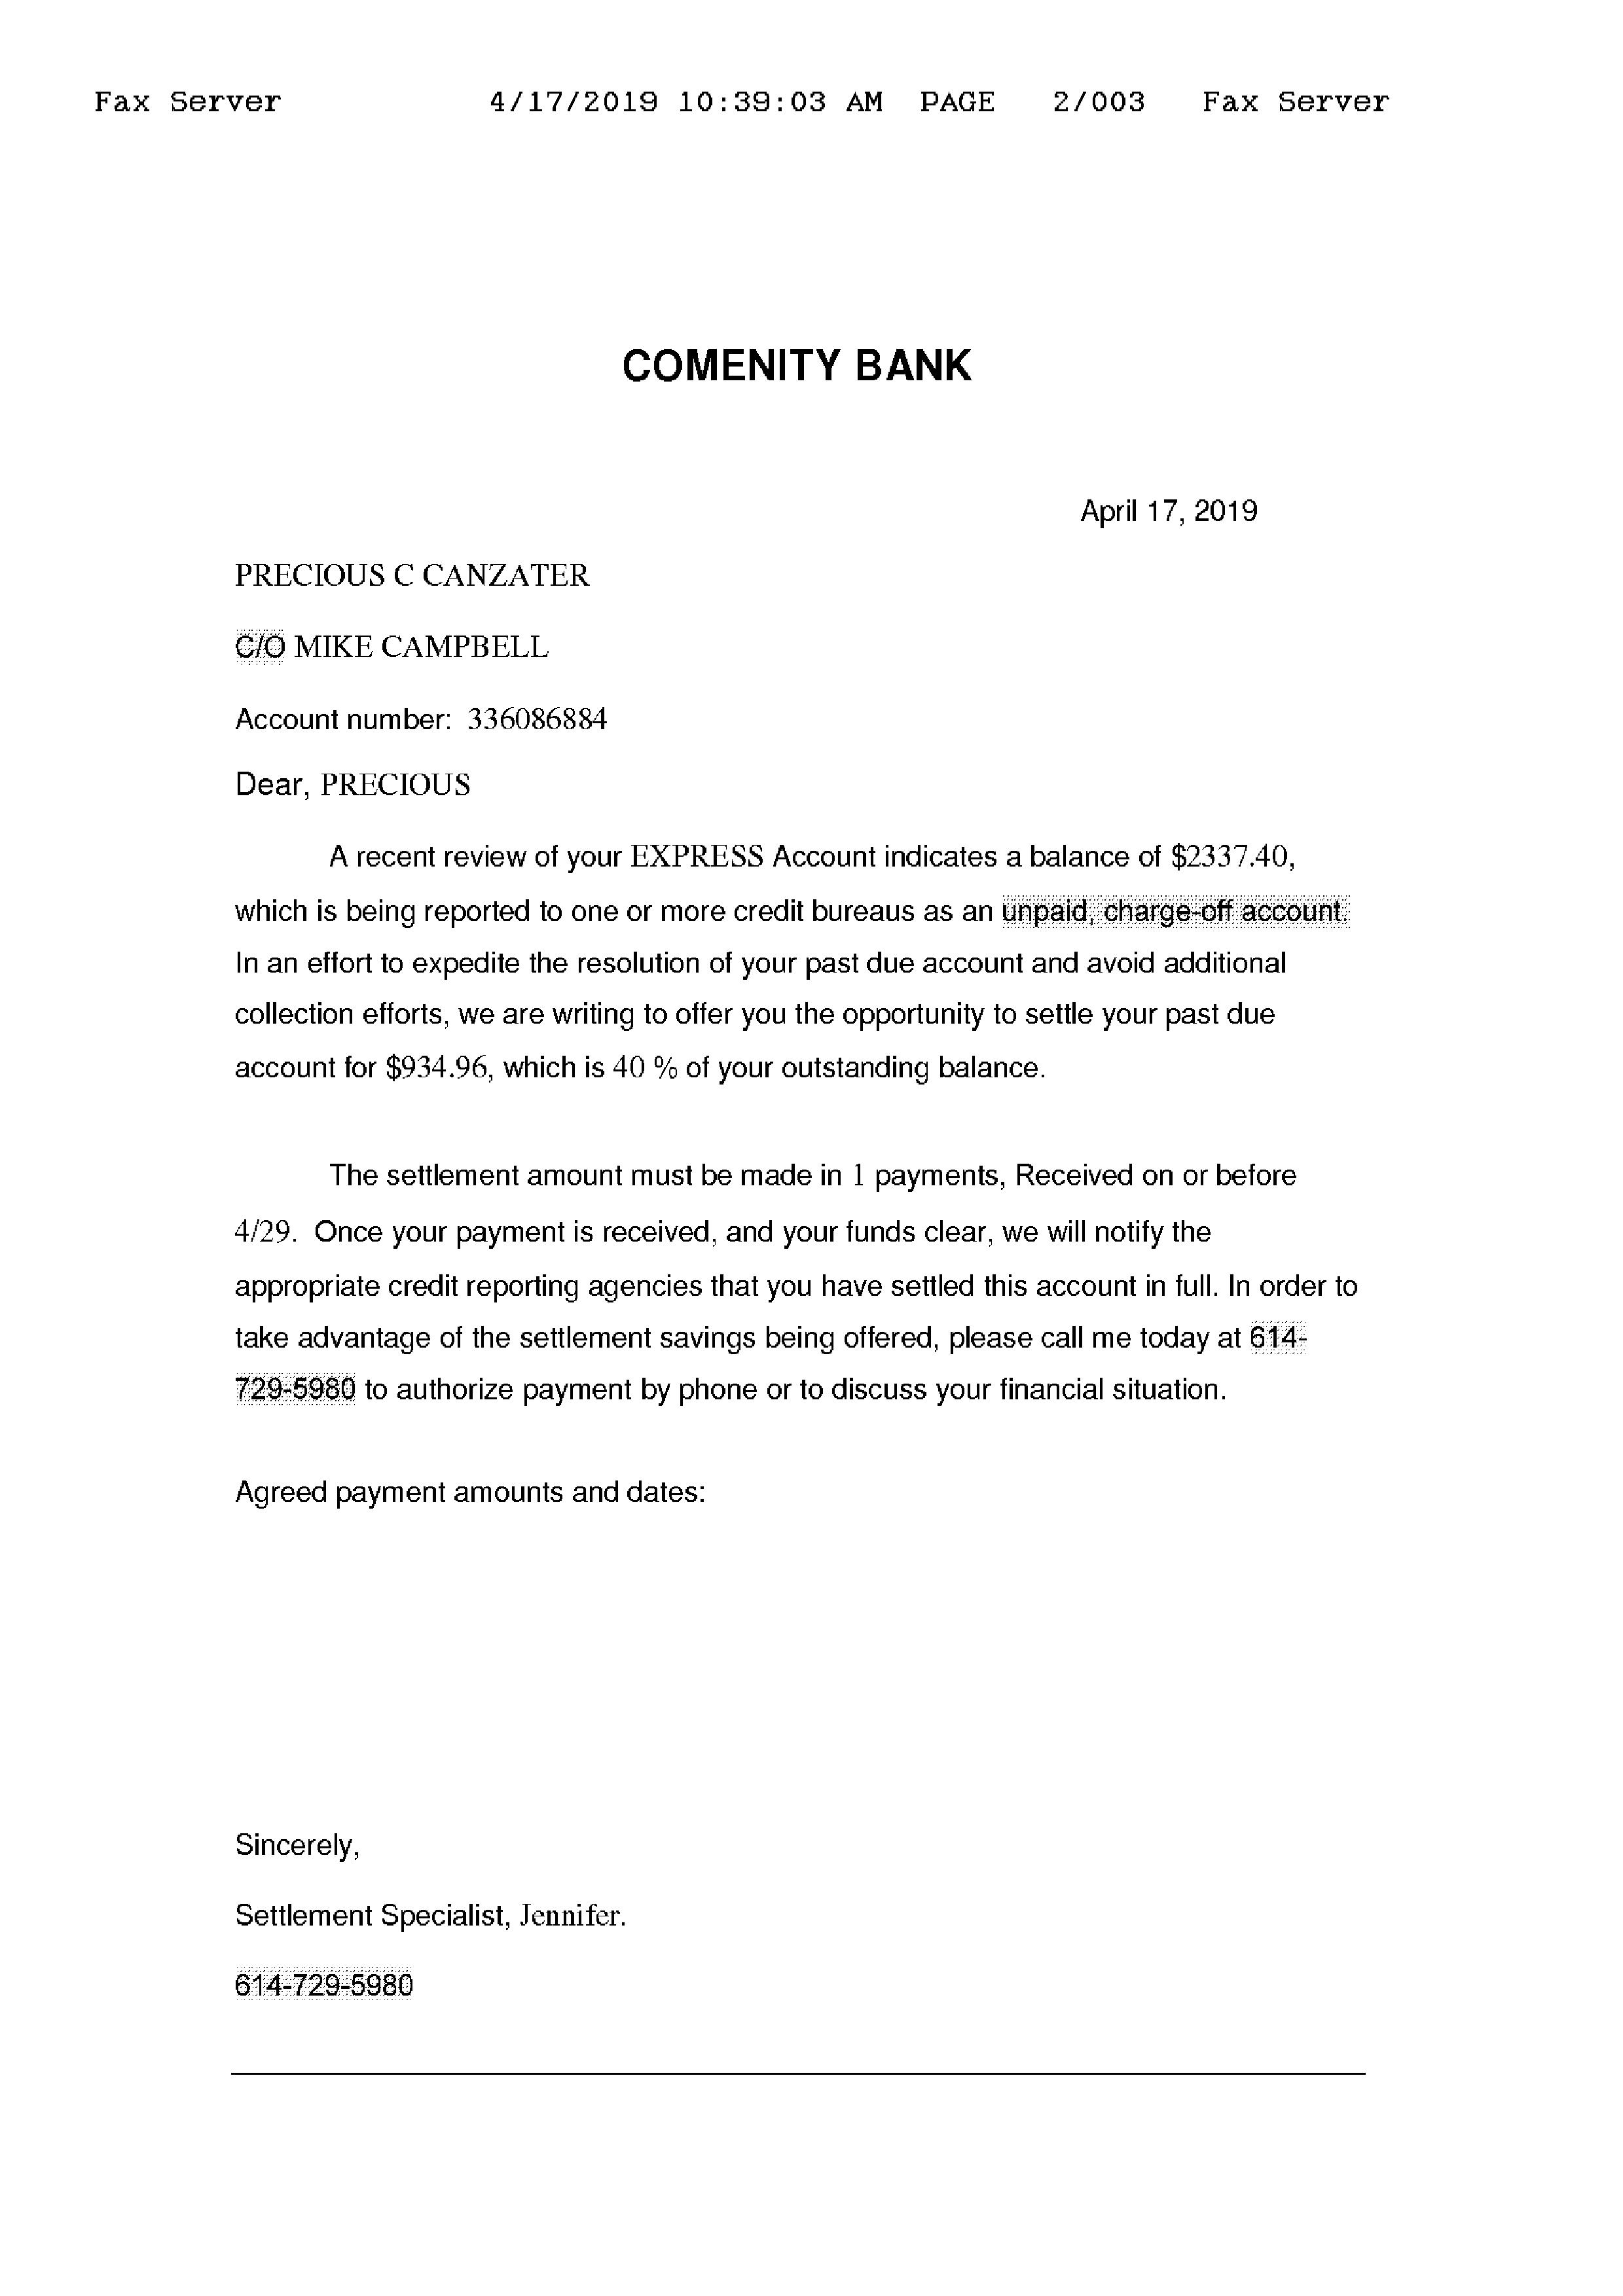 Fax Server 4/17/2019 10:39:03 AM PAGE 2/003 Fax Server
COMENITY BANK
April 17, 2019
PRECIOUS C CANZATER
C/O MIKE CAMPBELL
Account number: 336086884
Dear, PRECIOUS
A recent review of your EXPRESS Account indicates a balance of $2337.40,
which is being reported to one or more credit bureaus as an unpaid, charge-off account.
In an effort to expedite the resolution of your past due account and avoid additional
collection efforts, we are writing to offer you the opportunity to settle your past due
account for $934.96, which is 40 % of your outstanding balance.
The settlement amount must be made in 1 payments, Received on or before
4/29. Once your payment is received, and your funds clear, we will notify the
appropriate credit reporting agencies that you have settled this account in full. In order to
take advantage of the settlement savings being offered, please call me today at 614-
729-5980 to authorize payment by phone or to discuss your financial situation.
Agreed payment amounts and dates:
Sincerely,
Settlement Specialist, Jennifer.
614-729-5980